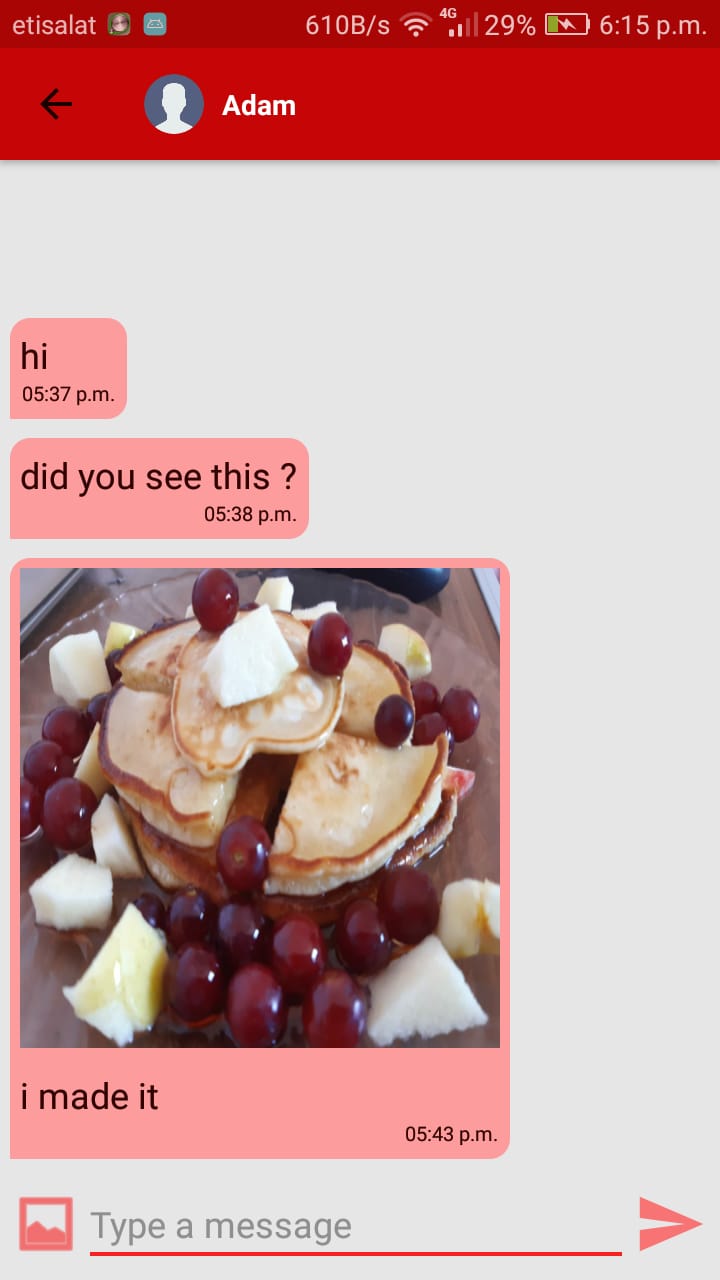 etisalat 610B/s 4G 29% 6:15 p.m.
Adam
hi
05:37 p.m.
did you see this ?
05:38 p.m.
i made it
05:43 p.m.
Type a message